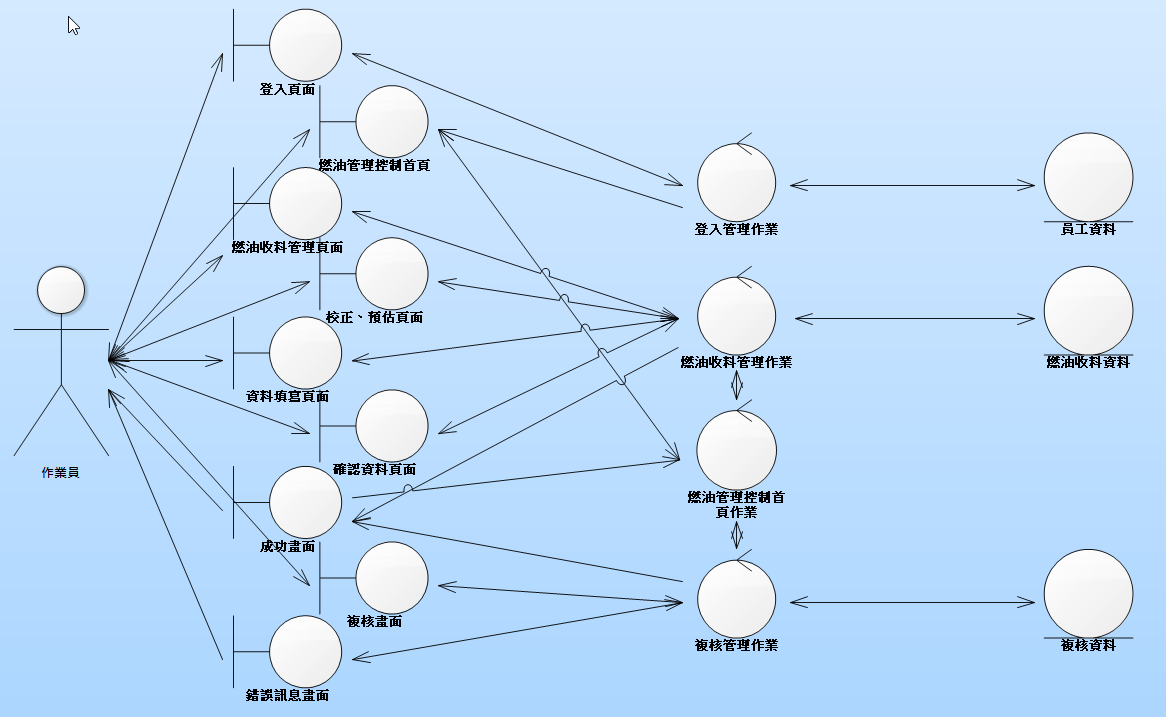 登入頁面
燃油管理控制首頁
燃油收料管理頁面
校正、預估頁面
資料填寫頁面
確認資料頁面
成功畫面
複核畫面
錯誤訊息畫面
作業員
登入管理作業
燃油收料管理作業
燃油管理控制首
頁作業
複核管理作業
員工資料
燃油收料資料
複核資料